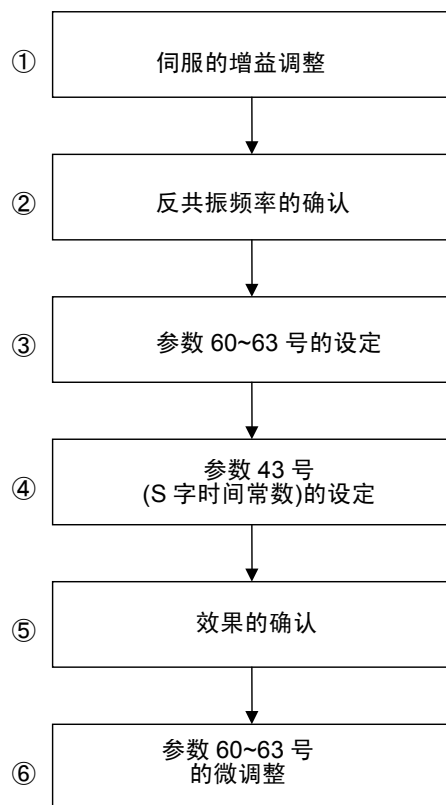 ① 伺服的增益调整
② 反共振频率的确认
③ 参数 60~63 号的设定
④ 参数 43 号
(S 字时间常数)的设定
⑤ 效果的确认
⑥ 参数 60~63 号
的微调整